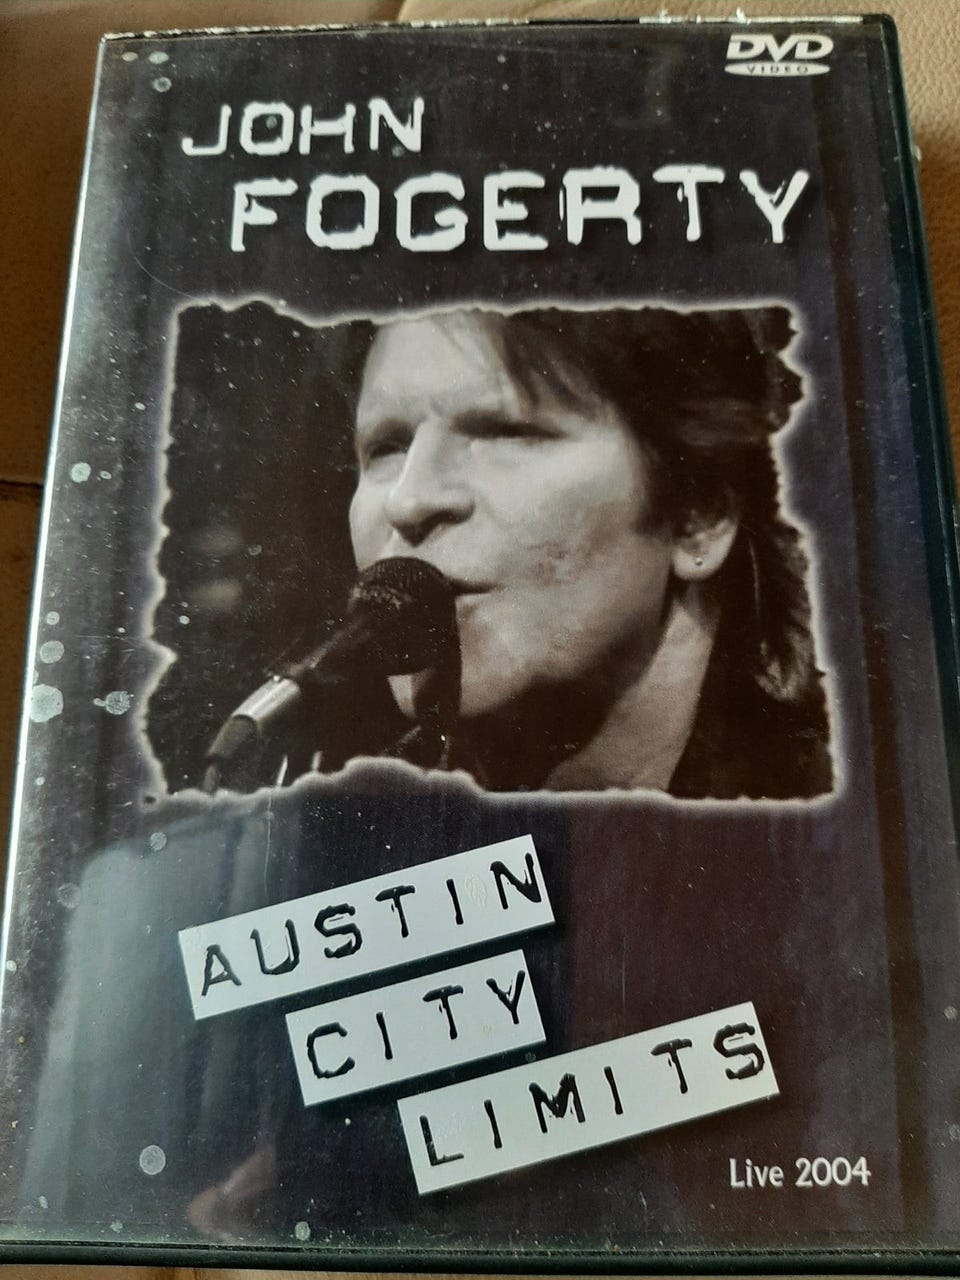 DVD
VIDEO
JOHN
FOGERTY
AUSTIN
CITY
LIMITS
Live 2004